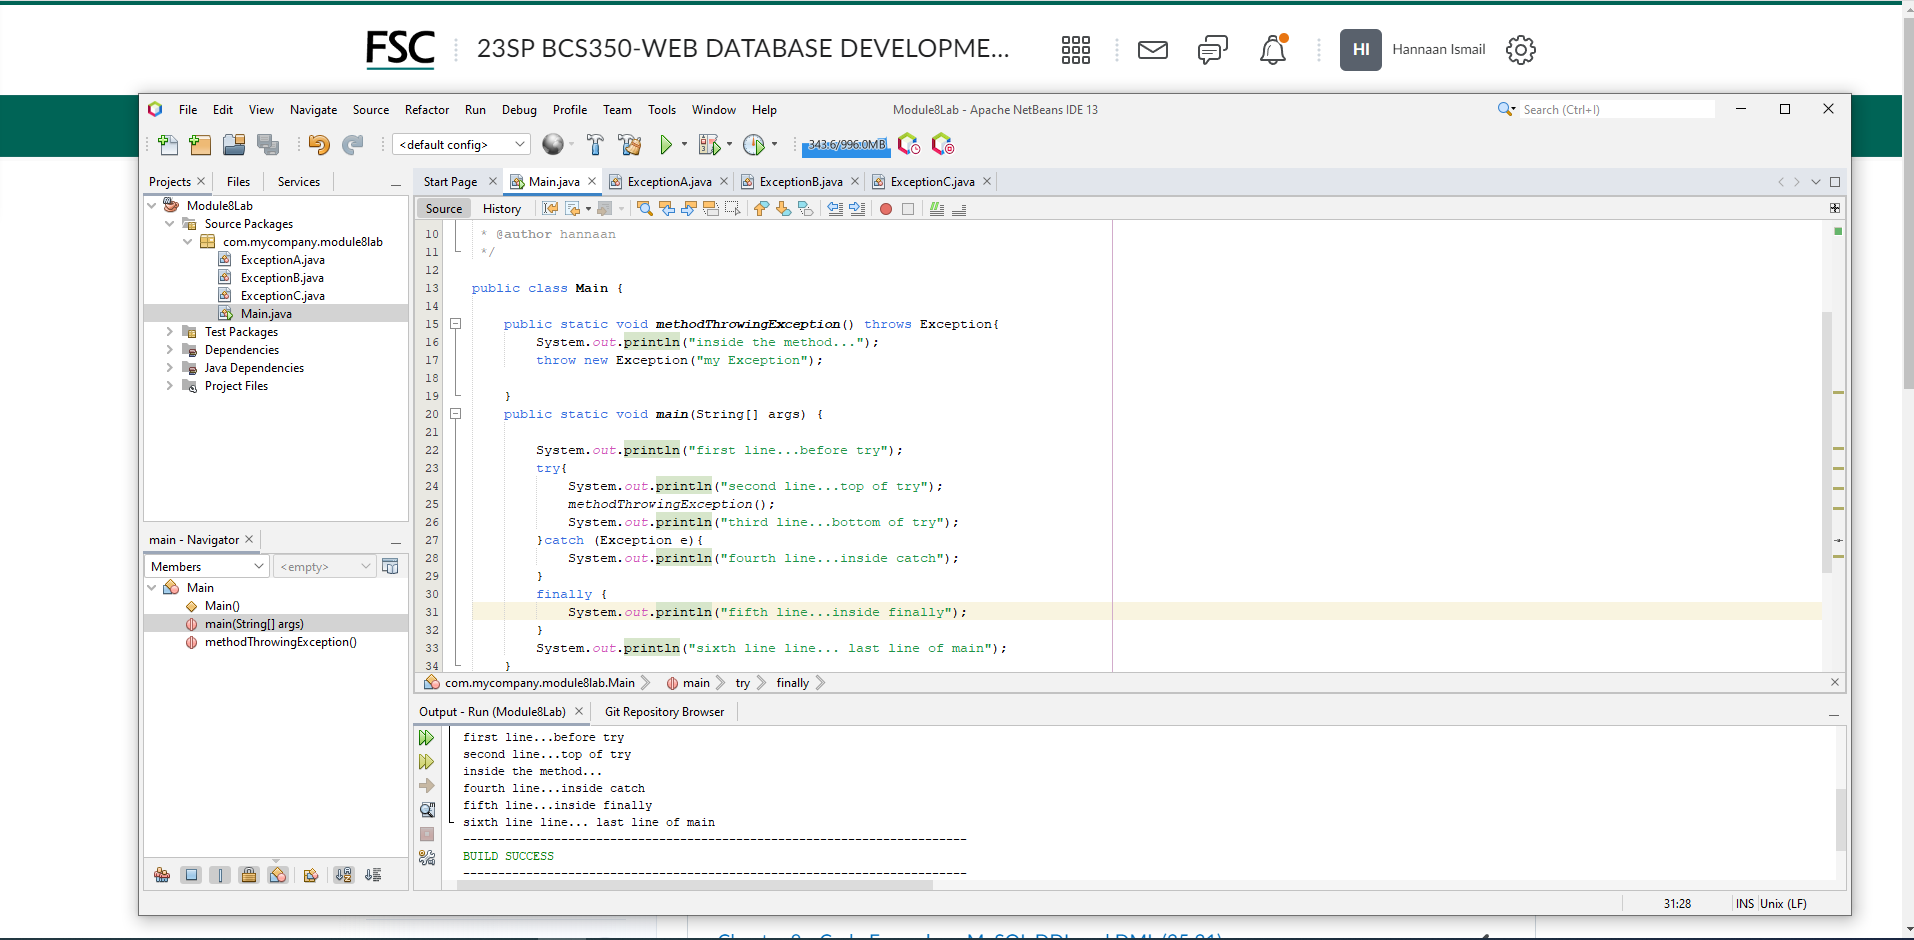 FSC
23SP BCS350-WEB DATABASE DEVELOPME...
HI
Hannaan Ismail
File Edit View Navigate Source Refactor Run Debug Profile Team Tools Window Help
Module8Lab - Apache NetBeans IDE 13
Search (Ctrl+I)
<default config>
343.6/996.0MB
Projects
Files
Services
Module8Lab
Source Packages
com.mycompany.module8lab
ExceptionA.java
ExceptionB.java
ExceptionC.java
Main.java
Test Packages
Dependencies
Java Dependencies
Project Files
main - Navigator
Members
<empty>
Main
Main()
main(String[] args)
methodThrowingException()
Start Page
Main.java
ExceptionA.java
ExceptionB.java
ExceptionC.java
Source
History
10 * @author hannaan
11 */
12
13 public class Main {
14
15 public static void methodThrowingException() throws Exception{
16 System.out.println("inside the method...");
17 throw new Exception("my Exception");
18
19 }
20 public static void main(String[] args) {
21
22 System.out.println("first line...before try");
23 try{
24 System.out.println("second line...top of try");
25 methodThrowingException();
26 System.out.println("third line...bottom of try");
27 }catch (Exception e){
28 System.out.println("fourth line...inside catch");
29 }
30 finally {
31 System.out.println("fifth line...inside finally");
32 }
33 System.out.println("sixth line line... last line of main");
34 }
com.mycompany.module8lab.Main
main
try
finally
Output - Run (Module8Lab)
Git Repository Browser
first line...before try
second line...top of try
inside the method...
fourth line...inside catch
fifth line...inside finally
sixth line line... last line of main
------------------------------------------------------------------------
BUILD SUCCESS
------------------------------------------------------------------------
31:28
INS
Unix (LF)